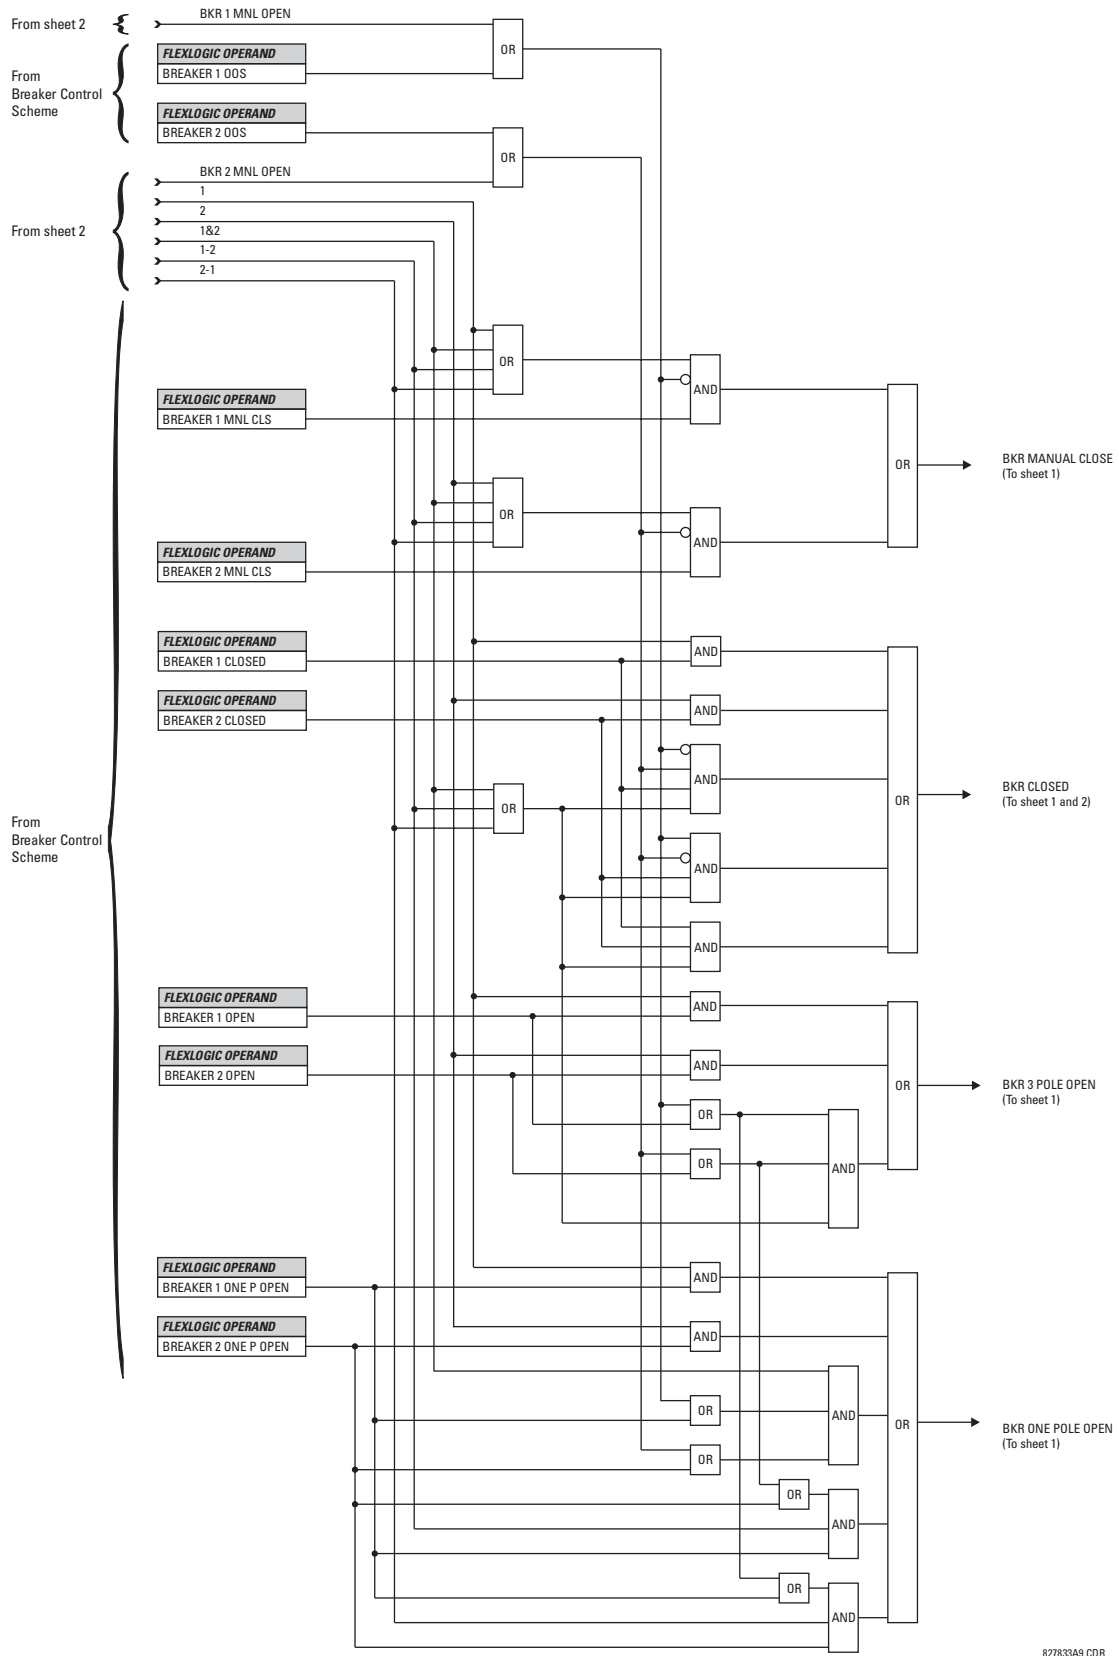 BKR 1 MNL OPEN
From sheet 2
OR
FLEXLOGIC OPERAND
BREAKER 1 OOS
From
Breaker Control
Scheme
FLEXLOGIC OPERAND
BREAKER 2 OOS
OR
BKR 2 MNL OPEN
1
2
From sheet 2
1&2
1-2
2-1
OR
AND
FLEXLOGIC OPERAND
BREAKER 1 MNL CLS
OR
BKR MANUAL CLOSE
(To sheet 1)
OR
AND
FLEXLOGIC OPERAND
BREAKER 2 MNL CLS
FLEXLOGIC OPERAND
BREAKER 1 CLOSED
AND
FLEXLOGIC OPERAND
BREAKER 2 CLOSED
AND
AND
OR
OR
BKR CLOSED
(To sheet 1 and 2)
From
Breaker Control
Scheme
AND
AND
FLEXLOGIC OPERAND
BREAKER 1 OPEN
AND
FLEXLOGIC OPERAND
BREAKER 2 OPEN
AND
OR
BKR 3 POLE OPEN
(To sheet 1)
OR
OR
AND
FLEXLOGIC OPERAND
BREAKER 1 ONE P OPEN
AND
FLEXLOGIC OPERAND
BREAKER 2 ONE P OPEN
AND
OR
AND
OR
BKR ONE POLE OPEN
(To sheet 1)
OR
OR
AND
OR
AND
827833A9.CDR